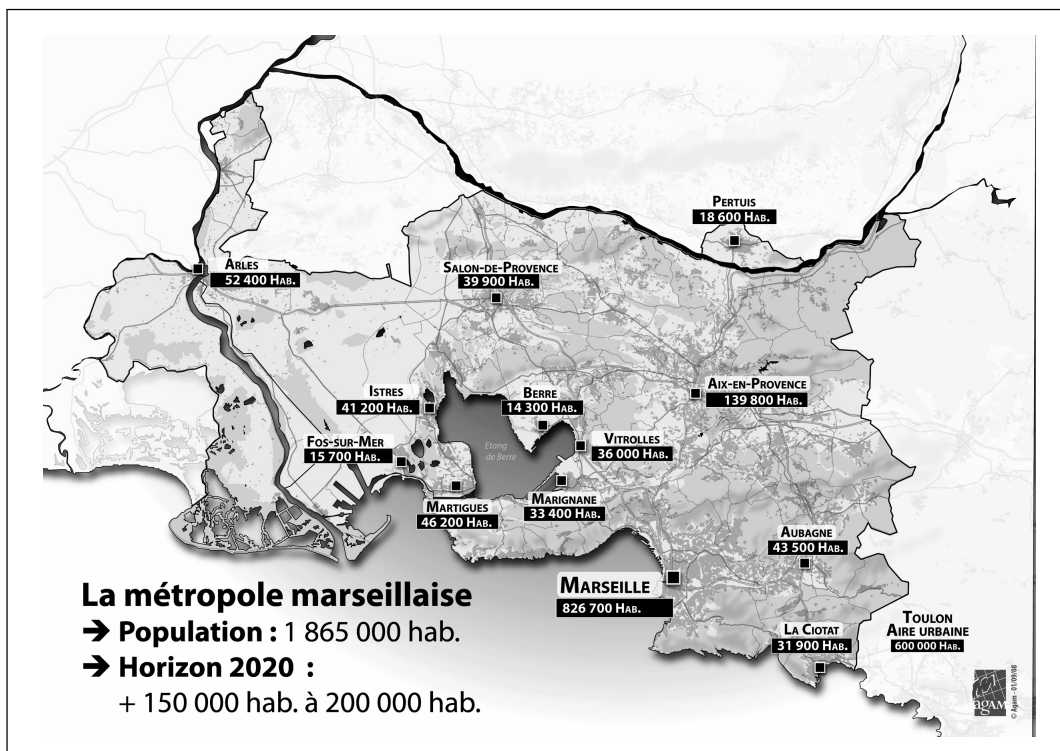 PERTUIS
18 600 HAB.
ARLES
52 400 HAB.
SALON-DE-PROVENCE
39 900 HAB.
ISTRES
41 200 HAB.
BERRE
14 300 HAB.
AIX-EN-PROVENCE
139 800 HAB.
Etang
de Berre
FOS-SUR-MER
15 700 HAB.
VITROLLES
36 000 HAB.
MARTIGUES
46 200 HAB.
MARIGNANE
33 400 HAB.
AUBAGNE
43 500 HAB.
MARSEILLE
826 700 HAB.
LA CIOTAT
31 900 HAB.
TOULON
AIRE URBAINE
600 000 HAB.
La métropole marseillaise
→ Population : 1 865 000 hab.
→ Horizon 2020 :
+ 150 000 hab. à 200 000 hab.
agAM
© Agam - 01/09/08